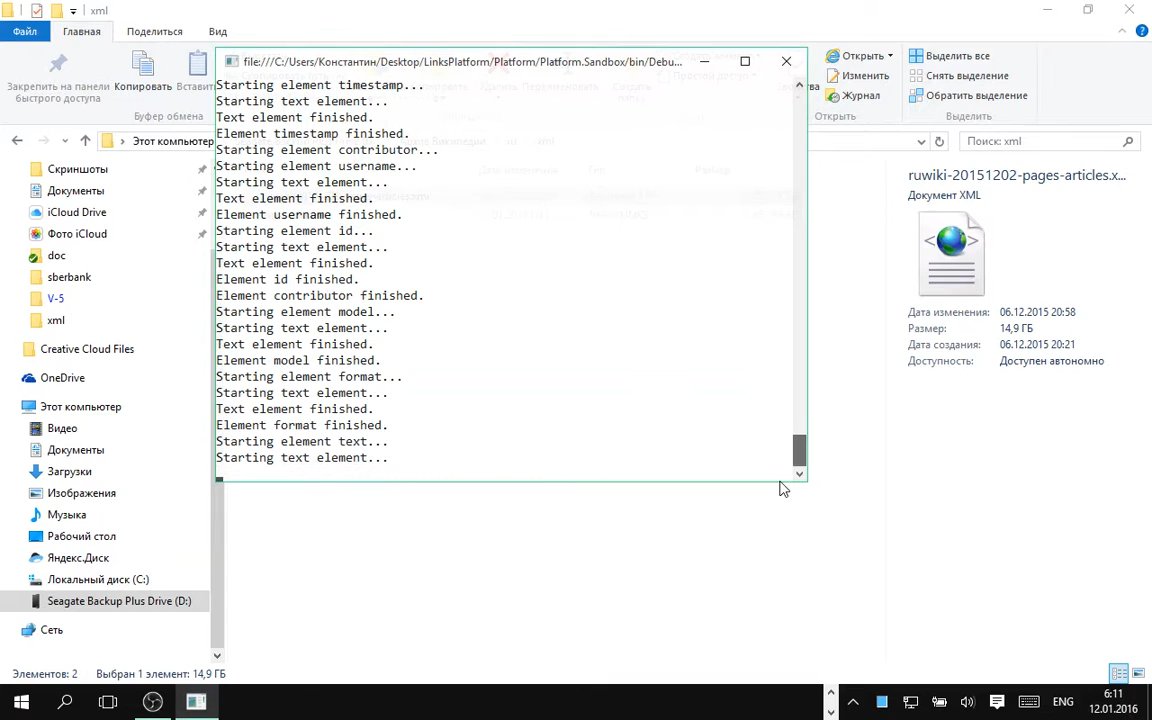 xml
Файл
Главная
Поделиться
Вид
Закрепить на панели
быстрого доступа
Копировать
Вставить
Буфер обмена
Открыть
Изменить
Журнал
Открыть
Выделить все
Снять выделение
Обратить выделение
Выделить
Этот компьютер
Поиск: xml
file:///C:/Users/Константин/Desktop/LinksPlatform/Platform/Platform.Sandbox/bin/Debu...
Starting element timestamp...
Starting text element...
Text finished.
Element timestamp finished.
Starting element contributor...
Starting element username...
Starting text element...
Text finished.
Element username finished.
Starting element id...
Starting text element...
Text element finished.
Element id finished.
Element contributor finished.
Starting element model...
Starting text element...
Text element finished.
Element model finished.
Starting element format...
Starting text element...
Text element finished.
Element format finished.
Starting element text...
Starting text element...
Скриншоты
Документы
iCloud Drive
Фото iCloud
doc
sberbank
V-5
xml
Creative Cloud Files
OneDrive
Этот компьютер
Видео
Документы
Загрузки
Изображения
Музыка
Рабочий стол
Яндекс.Диск
Локальный диск (C:)
Seagate Backup Plus Drive (D:)
Сеть
ruwiki-20151202-pages-articles.x...
Документ XML
Дата изменения: 06.12.2015 20:58
Размер: 14,9 ГБ
Дата создания: 06.12.2015 20:21
Доступность: Доступен автономно
Элементов: 2
Выбран 1 элемент: 14,9 ГБ
ENG
6:11
12.01.2016